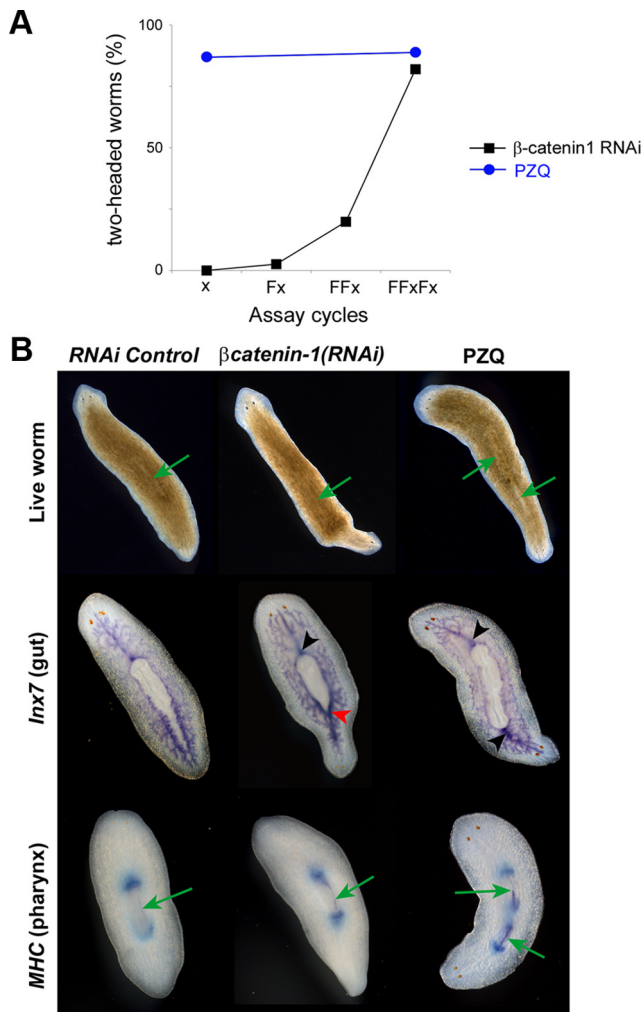 A
two-headed worms (%)
100
50
0
x
Fx
FFx
FFxFx
Assay cycles
β-catenin1 RNAi
PZQ
B
RNAi Control
βcatenin-1(RNAi)
PZQ
Live worm
Inx7 (gut)
MHC (pharynx)